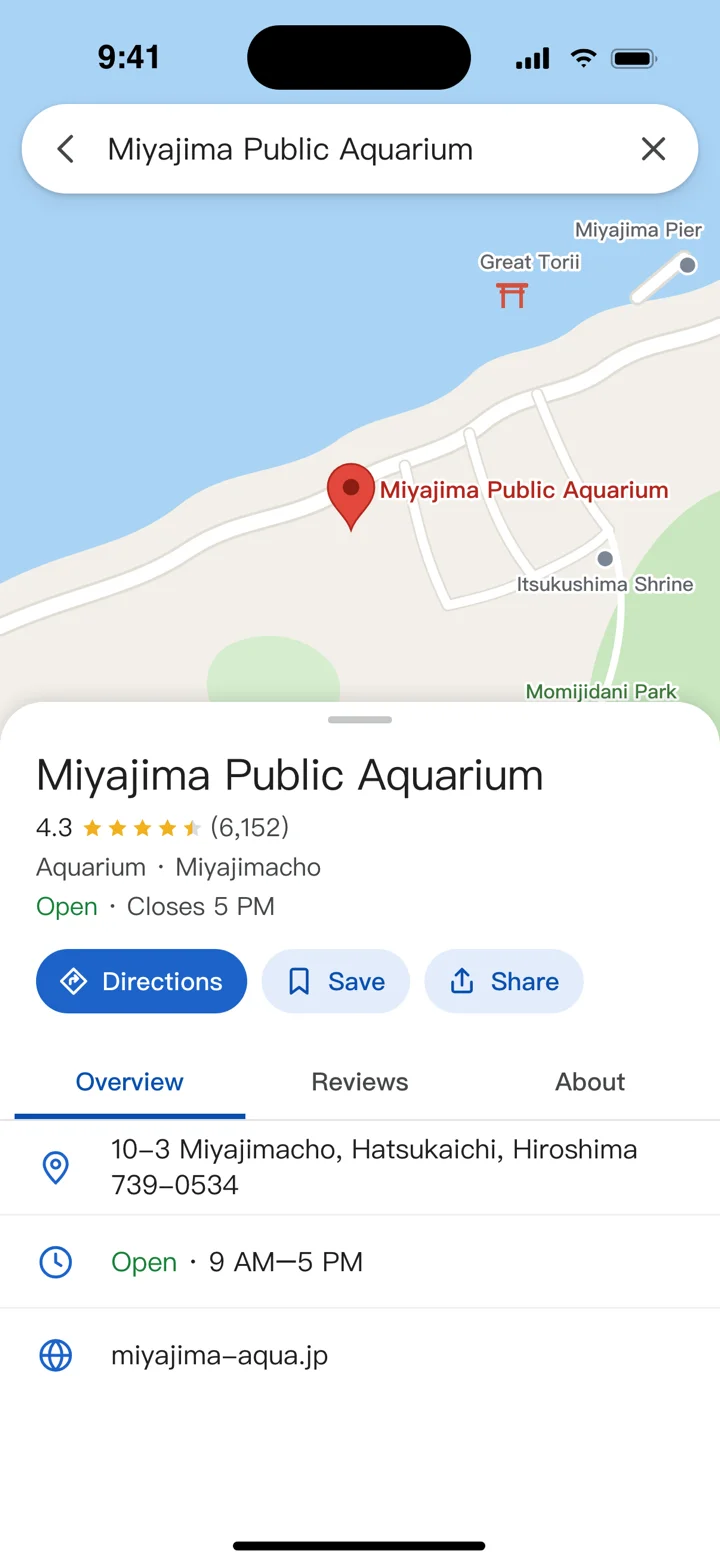 9:41
Miyajima Public Aquarium
Miyajima Pier
Great Torii
Miyajima Public Aquarium
Itsukushima Shrine
Momijidani Park
Miyajima Public Aquarium
4.3 (6,152)
Aquarium · Miyajimacho
Open · Closes 5 PM
Directions Save Share
Overview Reviews About
10–3 Miyajimacho, Hatsukaichi, Hiroshima
739–0534
Open · 9 AM—5 PM
miyajima–aqua.jp